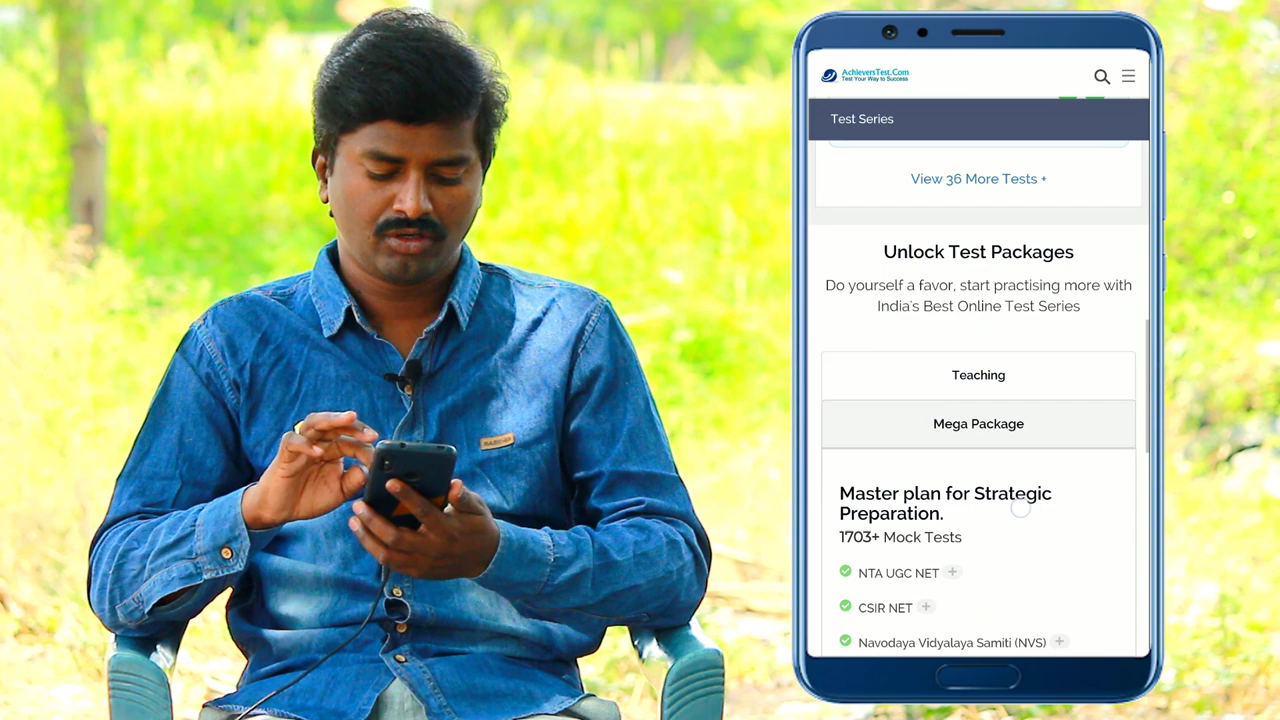 AchieversTest.Com
Test Your Way to Success
Test Series
View 36 More Tests +
Unlock Test Packages
Do yourself a favor, start practising more with
India's Best Online Test Series
Teaching
Mega Package
Master plan for Strategic
Preparation.
1703+ Mock Tests
NTA UGC NET +
CSIR NET +
Navodaya Vidyalaya Samiti (NVS) +